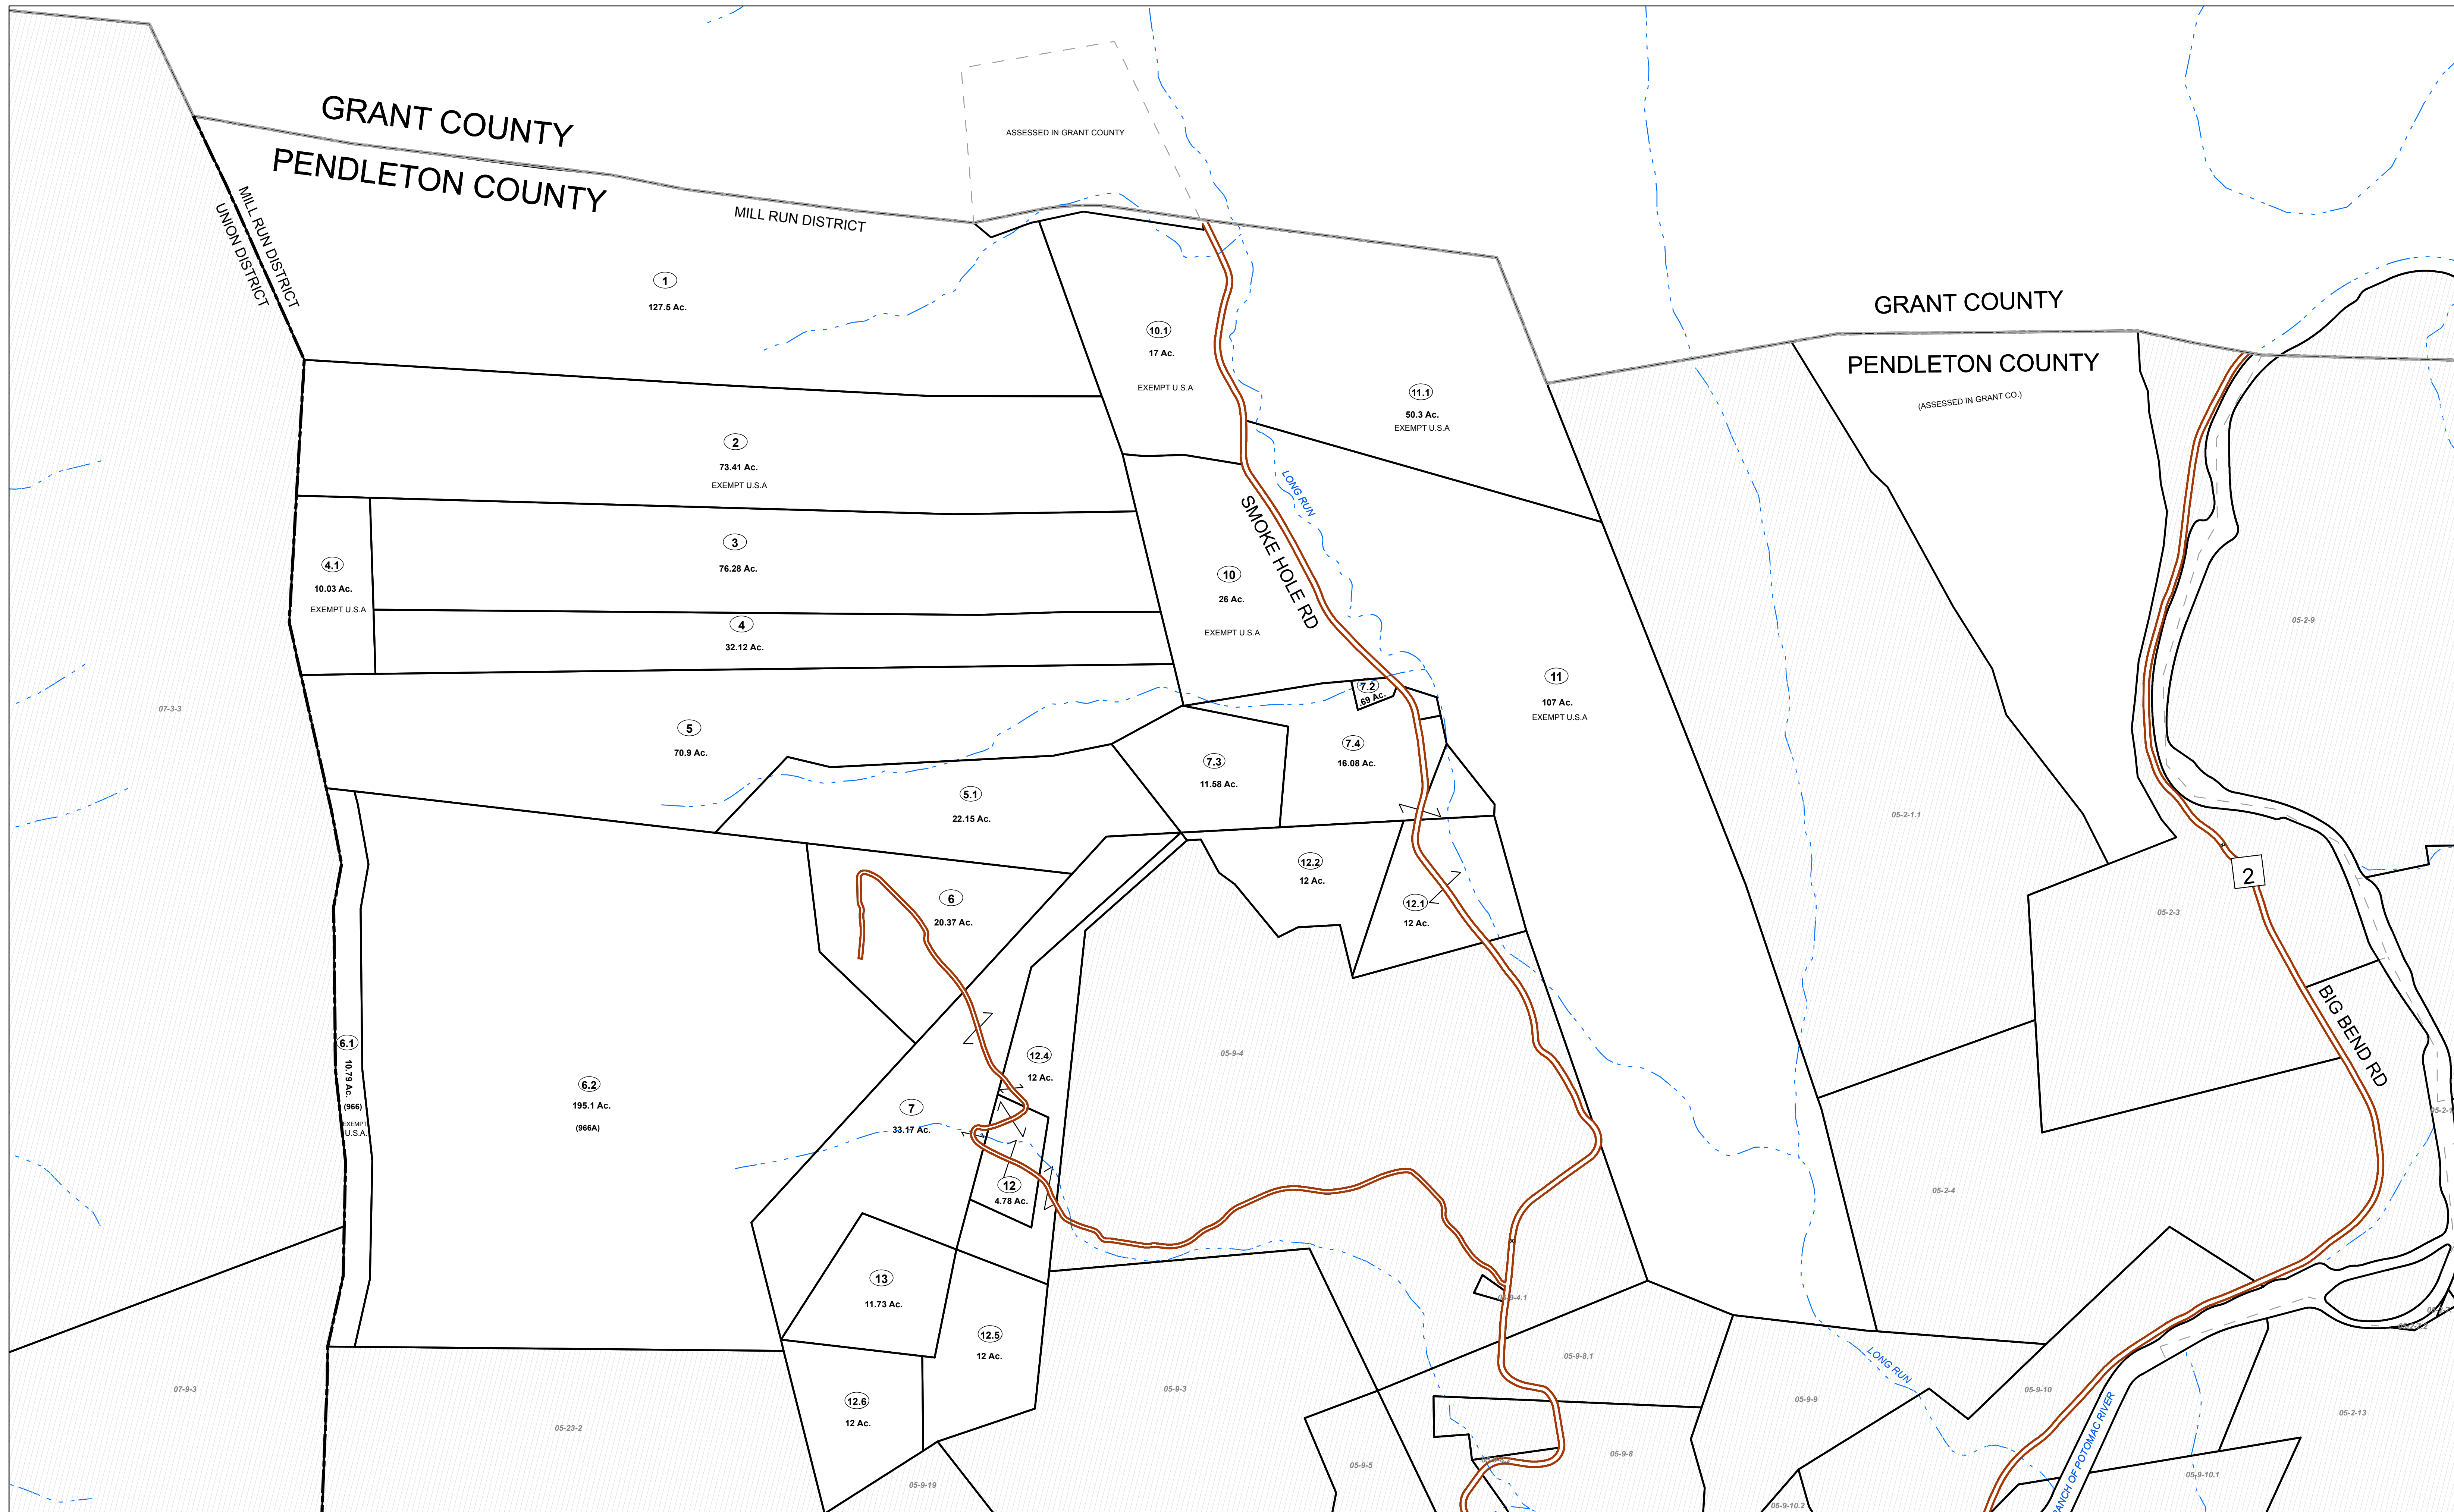 GRANT COUNTY
PENDLETON COUNTY
MILL RUN DISTRICT
UNION DISTRICT
MILL RUN DISTRICT
ASSESSED IN GRANT COUNTY
1
127.5 Ac.
10.1
17 Ac.
EXEMPT U.S.A
11.1
50.3 Ac.
EXEMPT U.S.A
GRANT COUNTY
PENDLETON COUNTY
(ASSESSED IN GRANT CO.)
2
73.41 Ac.
EXEMPT U.S.A
LONG RUN
SMOKE HOLE RD
3
76.28 Ac.
4.1
10.03 Ac.
EXEMPT U.S.A
10
26 Ac.
EXEMPT U.S.A
4
32.12 Ac.
05-2-9
11
107 Ac.
EXEMPT U.S.A
7.2
.69 Ac.
07-3-3
5
70.9 Ac.
7.4
16.08 Ac.
7.3
11.58 Ac.
5.1
22.15 Ac.
05-2-1.1
12.2
12 Ac.
12.1
12 Ac.
6
20.37 Ac.
2
05-2-3
BIG BEND RD
6.1
10.79 Ac.
(966)
EXEMPT
U.S.A.
6.2
195.1 Ac.
(966A)
7
33.17 Ac.
12.4
12 Ac.
05-9-4
12
4.78 Ac.
05-2-4
13
11.73 Ac.
05-9-4.1
12.5
12 Ac.
05-9-8.1
LONG RUN
07-9-3
05-23-2
12.6
12 Ac.
05-9-3
05-9-9
05-9-10
05-2-13
05-9-5
05-9-8
05-9-19
05-9-10.1
05-9-10.2
OF POTOMAC RIVER